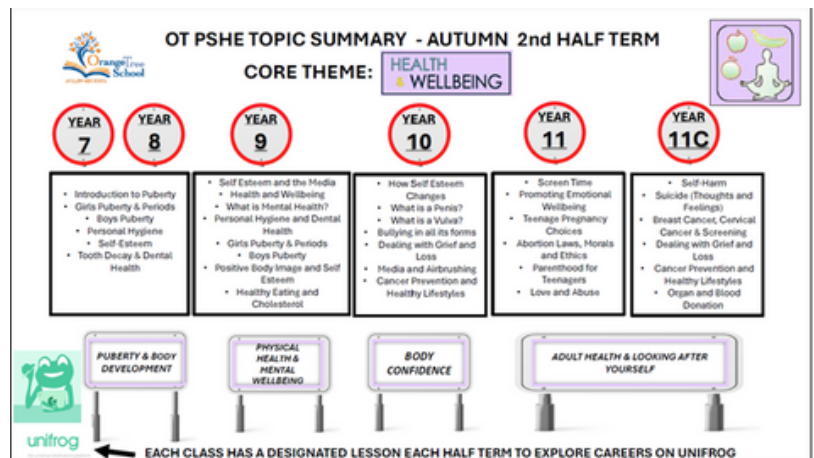 OT PSHE TOPIC SUMMARY - AUTUMN 2nd HALF TERM
OrangeTree
School
CORE THEME:
HEALTH
& WELLBEING
YEAR
7
YEAR
8
YEAR
9
YEAR
10
YEAR
11
YEAR
11C
• Introduction to Puberty
• Girls Puberty & Periods
• Boys Puberty
• Personal Hygiene
• Self-Esteem
• Tooth Decay & Dental
Health
• Self Esteem and the Media
Health and Wellbeing
• What is Mental Health?
• Personal Hygiene and Dental
Health
• Girls Puberty & Periods
• Boys Puberty
• Positive Body Image and Self
Esteem
• Healthy Eating and
Cholesterol
• How Self Esteem
Changes
• What is a Penis?
• What is a Vulva?
• Bullying in all its forms
• Dealing with Grief and
Loss
• Media and Airbrushing
• Cancer Prevention and
Healthy Lifestyles
• Screen Time
• Promoting Emotional
Wellbeing
• Teenage Pregnancy
Choices
• Abortion Laws, Morals
and Ethics
• Parenthood for
Teenagers
• Love and Abuse
• Self-Harm
• Suicide (Thoughts and
Feelings)
• Breast Cancer, Cervical
Cancer & Screening
• Dealing with Grief and
Loss
• Cancer Prevention and
Healthy Lifestyles
• Organ and Blood
Donation
PUBERTY & BODY
DEVELOPMENT
PHYSICAL
HEALTH &
MENTAL
WELLBEING
BODY
CONFIDENCE
ADULT HEALTH & LOOKING AFTER
YOURSELF
unifrog
EACH CLASS HAS A DESIGNATED LESSON EACH HALF TERM TO EXPLORE CAREERS ON UNIFROG